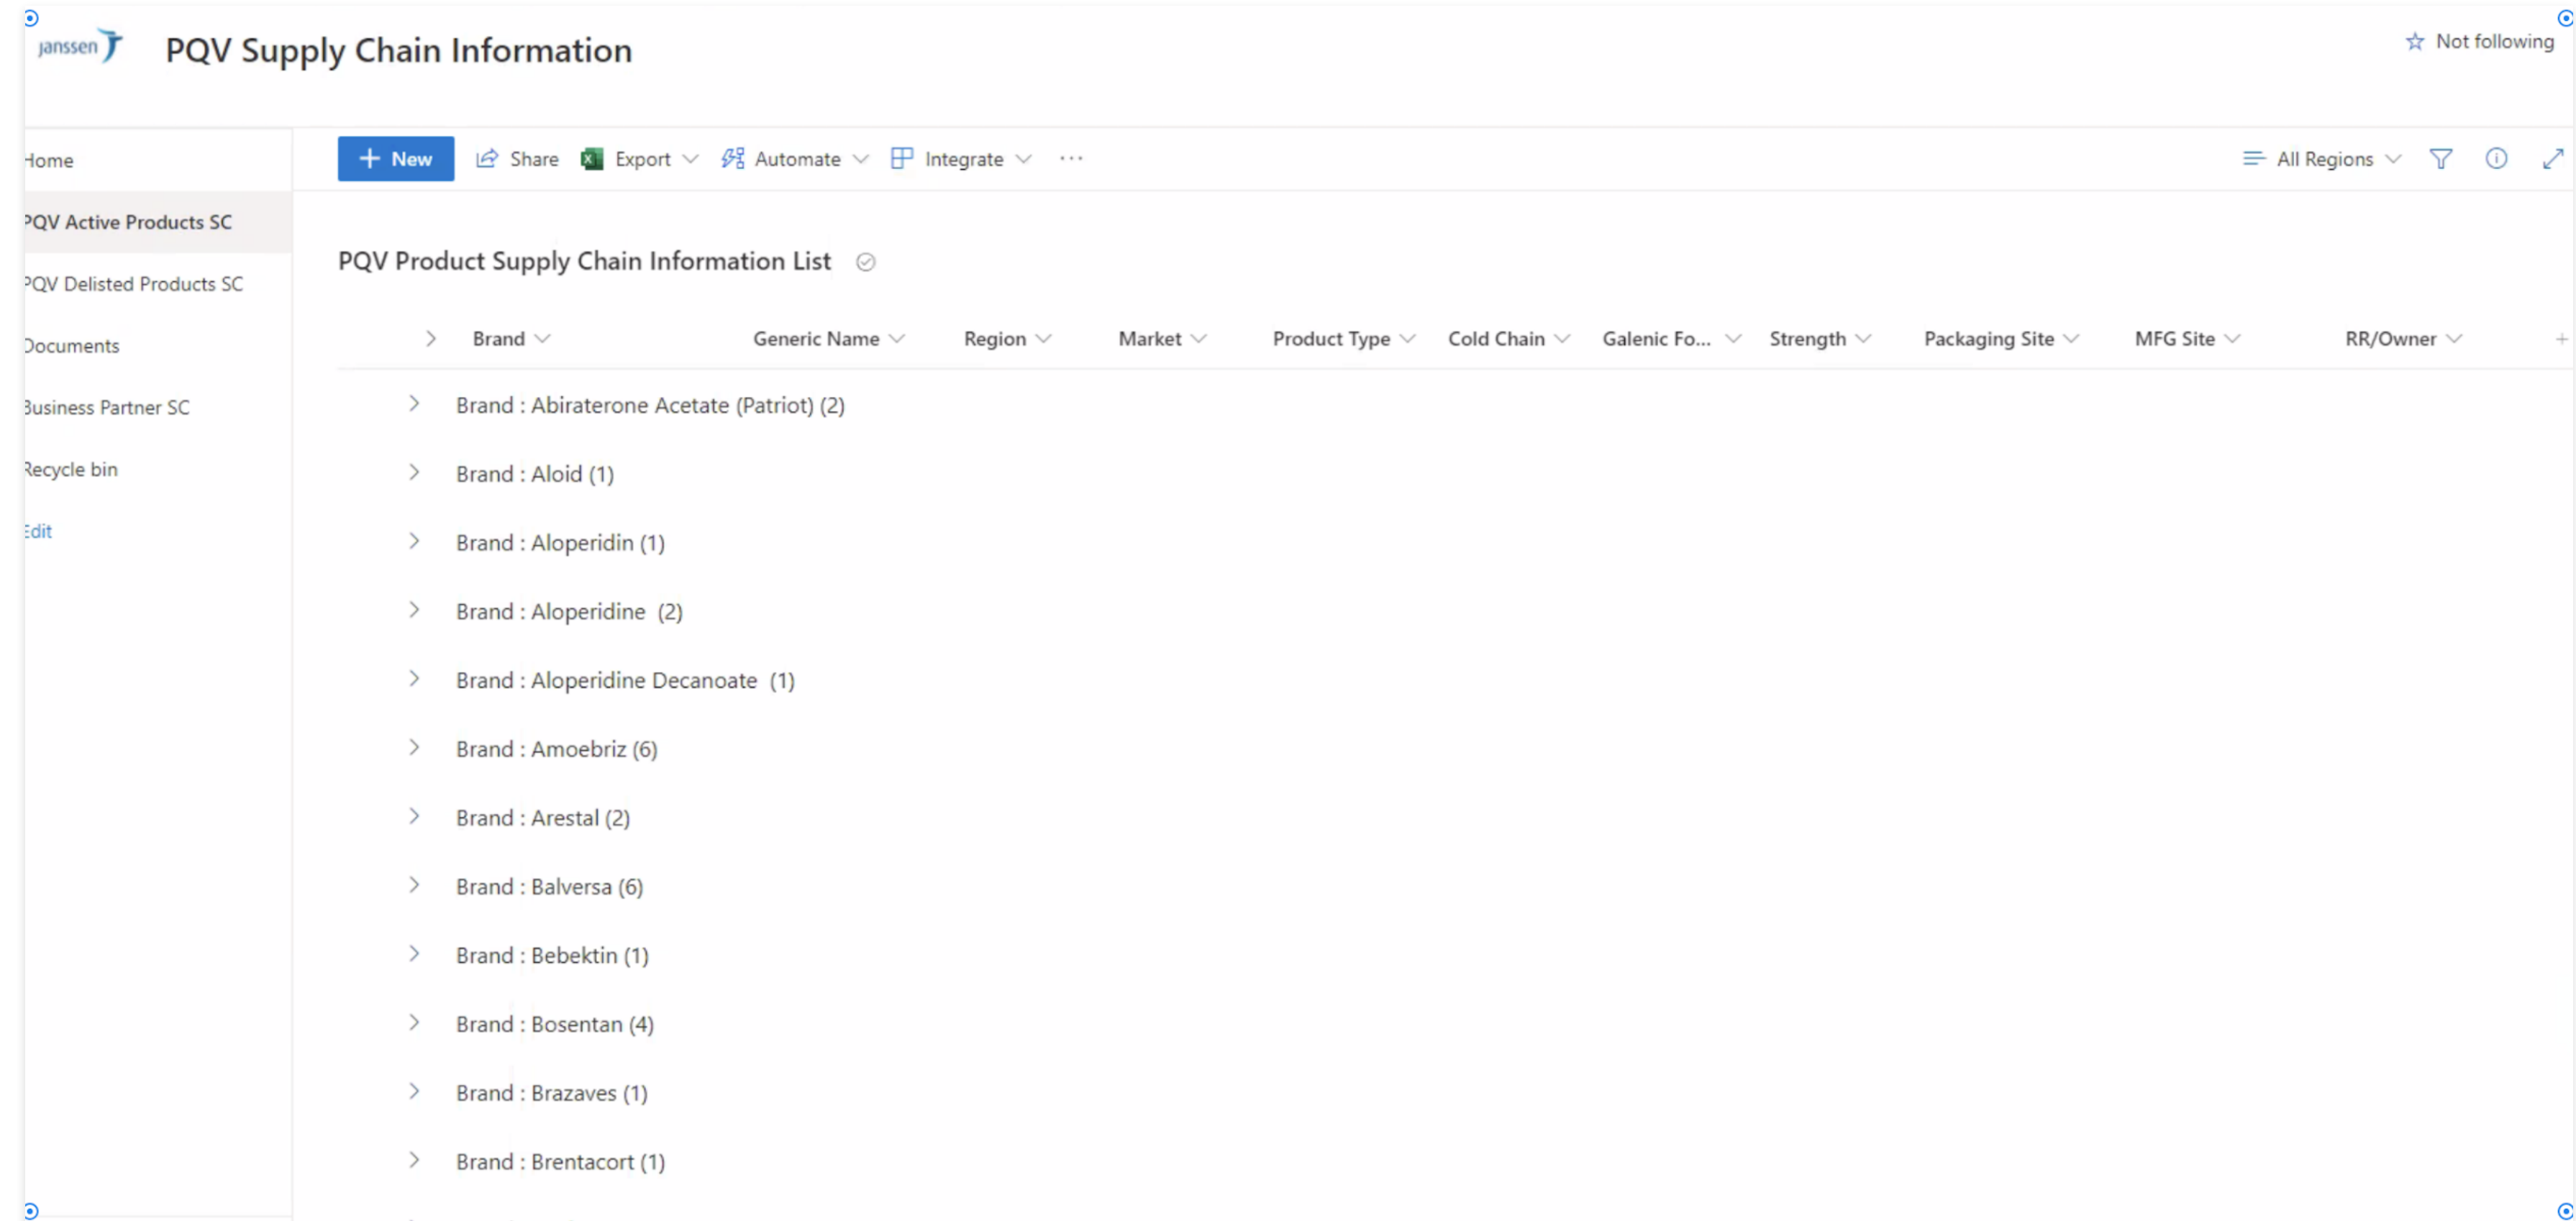 janssen
PQV Supply Chain Information
Not following
Home
PQV Active Products SC
PQV Delisted Products SC
Documents
Business Partner SC
Recycle bin
Edit
New Share Export Automate Integrate ···
All Regions
PQV Product Supply Chain Information List
Brand Generic Name Region Market Product Type Cold Chain Galenic Fo... Strength Packaging Site MFG Site RR/Owner
Brand : Abiraterone Acetate (Patriot) (2)
Brand : Aloid (1)
Brand : Aloperidin (1)
Brand : Aloperidine (2)
Brand : Aloperidine Decanoate (1)
Brand : Amoebriz (6)
Brand : Arestal (2)
Brand : Balversa (6)
Brand : Bebektin (1)
Brand : Bosentan (4)
Brand : Brazaves (1)
Brand : Brentacort (1)